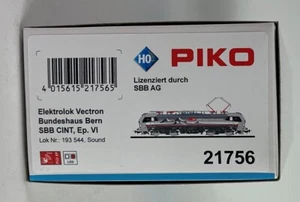 4 015615 217565
H0 PIKO
Lizenziert durch
SBB AG
Elektrolok Vectron
Bundeshaus Bern
SBB CINT, Ep. VI
Lok Nr.: 193 544, Sound
21756